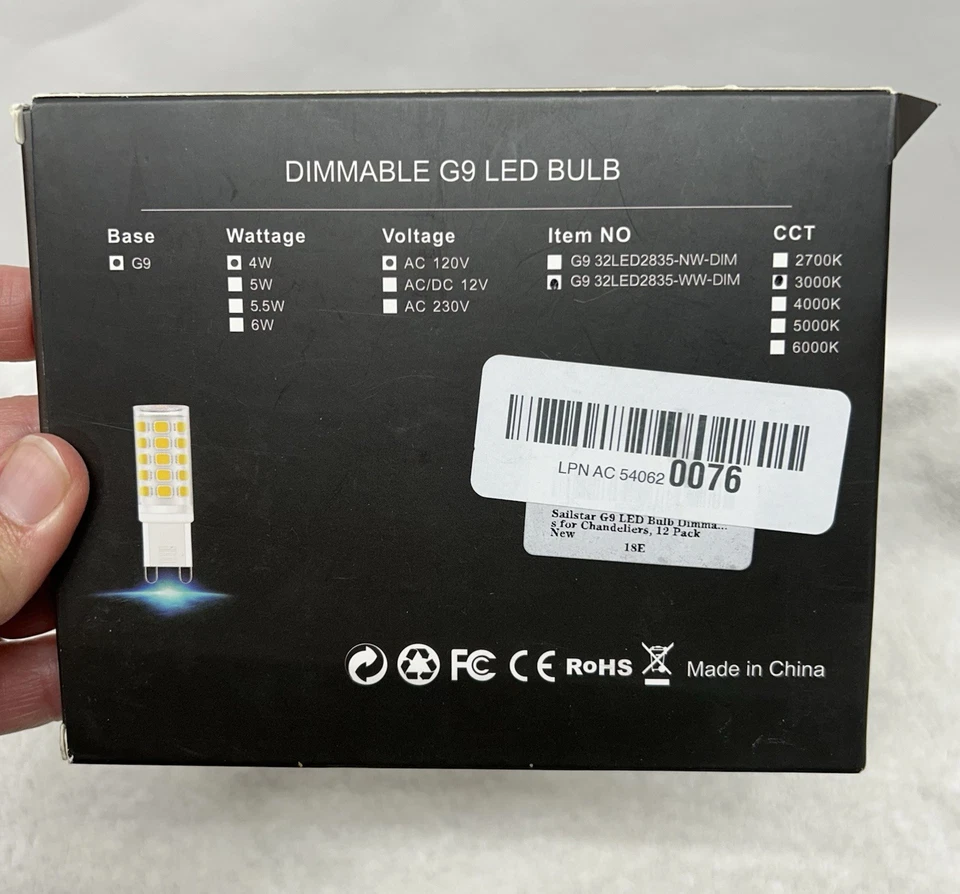 DIMMABLE G9 LED BULB
Base
G9
Wattage
4W
5W
5.5W
6W
Voltage
AC 120V
AC/DC 12V
AC 230V
Item NO
G9 32LED2835-NW-DIM
G9 32LED2835-WW-DIM
CCT
2700K
3000K
4000K
5000K
6000K
LPN AC 54062 0076
Sailstar G9 LED Bulb Dimma...
s for Chandeliers, 12 Pack
New
18E
FC CE RoHS Made in China